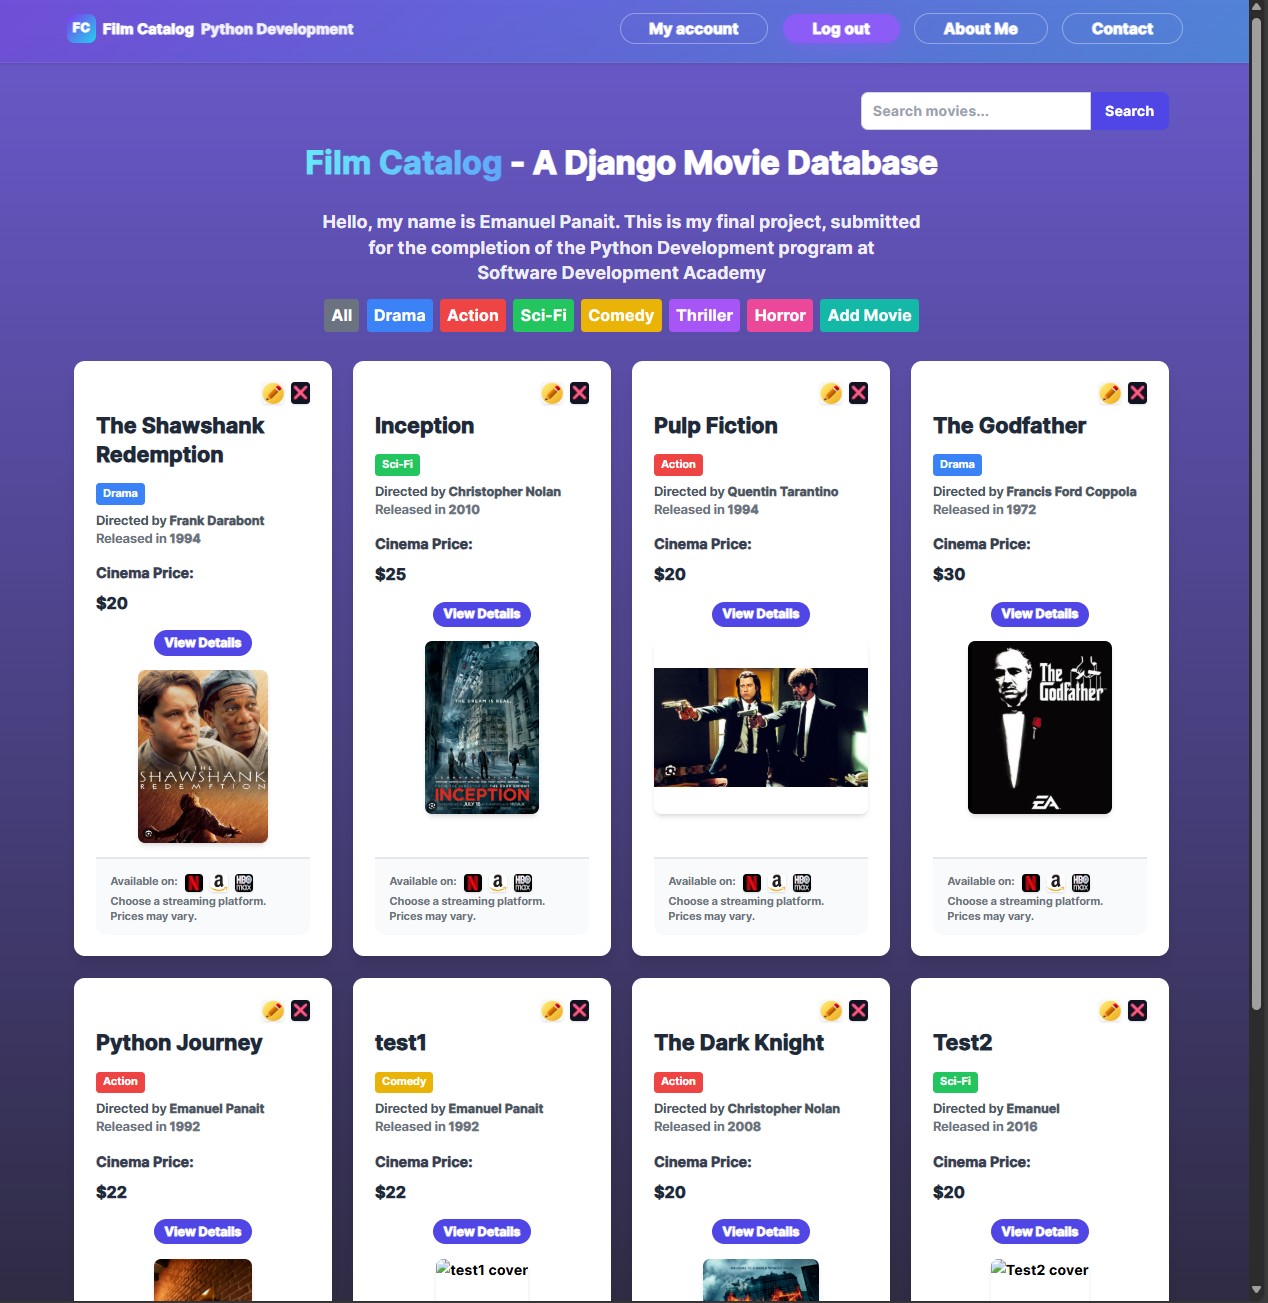 FC Film Catalog Python Development
My account
Log out
About Me
Contact
Search movies...
Search
Film Catalog - A Django Movie Database
Hello, my name is Emanuel Panait. This is my final project, submitted
for the completion of the Python Development program at
Software Development Academy
All
Drama
Action
Sci-Fi
Comedy
Thriller
Horror
Add Movie
The Shawshank
Redemption
Drama
Directed by Frank Darabont
Released in 1994
Cinema Price:
$20
View Details
THE
SHAWSHANK
REDEMPTION
Available on: N a HBO max
Choose a streaming platform.
Prices may vary.
Inception
Sci-Fi
Directed by Christopher Nolan
Released in 2010
Cinema Price:
$25
View Details
THE DREAM IS REAL.
INCEPTION
JULY 16
Available on: N a HBO max
Choose a streaming platform.
Prices may vary.
Pulp Fiction
Action
Directed by Quentin Tarantino
Released in 1994
Cinema Price:
$20
View Details
Available on: N a HBO max
Choose a streaming platform.
Prices may vary.
The Godfather
Drama
Directed by Francis Ford Coppola
Released in 1972
Cinema Price:
$30
View Details
The
Godfather
EA
Available on: N a HBO max
Choose a streaming platform.
Prices may vary.
Python Journey
Action
Directed by Emanuel Panait
Released in 1992
Cinema Price:
$22
View Details
test1
Comedy
Directed by Emanuel Panait
Released in 1992
Cinema Price:
$22
View Details
test1 cover
The Dark Knight
Action
Directed by Christopher Nolan
Released in 2008
Cinema Price:
$20
View Details
Test2
Sci-Fi
Directed by Emanuel
Released in 2016
Cinema Price:
$20
View Details
Test2 cover